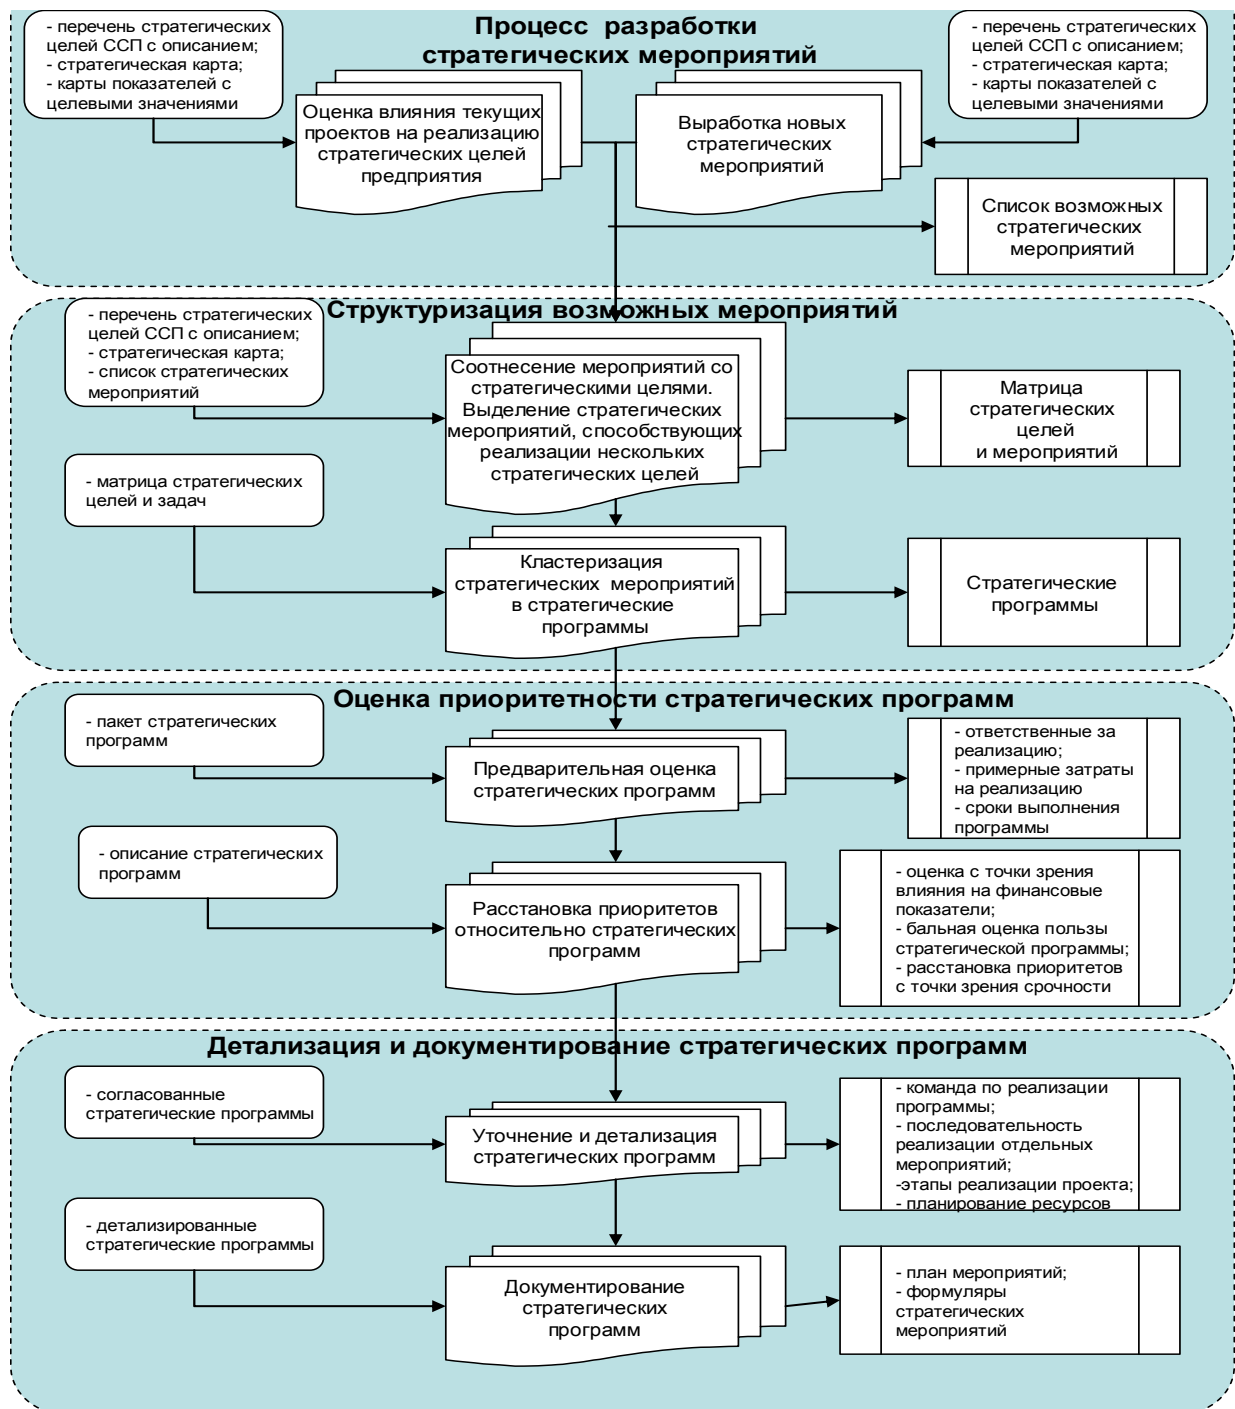 Процесс разработки
стратегических мероприятий
- перечень стратегических
целей ССП с описанием;
- стратегическая карта;
- карты показателей с
целевыми значениями
Оценка влияния текущих
проектов на реализацию
стратегических целей
предприятия
Выработка новых
стратегических
мероприятий
- перечень стратегических
целей ССП с описанием;
- стратегическая карта;
- карты показателей с
целевыми значениями
Список возможных
стратегических
мероприятий
Структуризация возможных мероприятий
- перечень стратегических
целей ССП с описанием;
- стратегическая карта;
- список стратегических
мероприятий
Соотнесение мероприятий со
стратегическими целями.
Выделение стратегических
мероприятий, способствующих
реализации нескольких
стратегических целей
Матрица
стратегических
целей
и мероприятий
- матрица стратегических
целей и задач
Кластеризация
стратегических мероприятий
в стратегические
программы
Стратегические
программы
Оценка приоритетности стратегических программ
- пакет стратегических
программ
Предварительная оценка
стратегических программ
- ответственные за
реализацию;
- примерные затраты
на реализацию
- сроки выполнения
программы
- описание стратегических
программ
Расстановка приоритетов
относительно стратегических
программ
- оценка с точки зрения
влияния на финансовые
показатели;
- бальная оценка пользы
стратегической программы;
- расстановка приоритетов
с точки зрения срочности
Детализация и документирование стратегических программ
- согласованные
стратегические программы
Уточнение и детализация
стратегических программ
- команда по реализации
программы;
- последовательность
реализации отдельных
мероприятий;
-этапы реализации проекта;
- планирование ресурсов
- детализированные
стратегические программы
Документирование
стратегических
программ
- план мероприятий;
- формуляры
стратегических
мероприятий